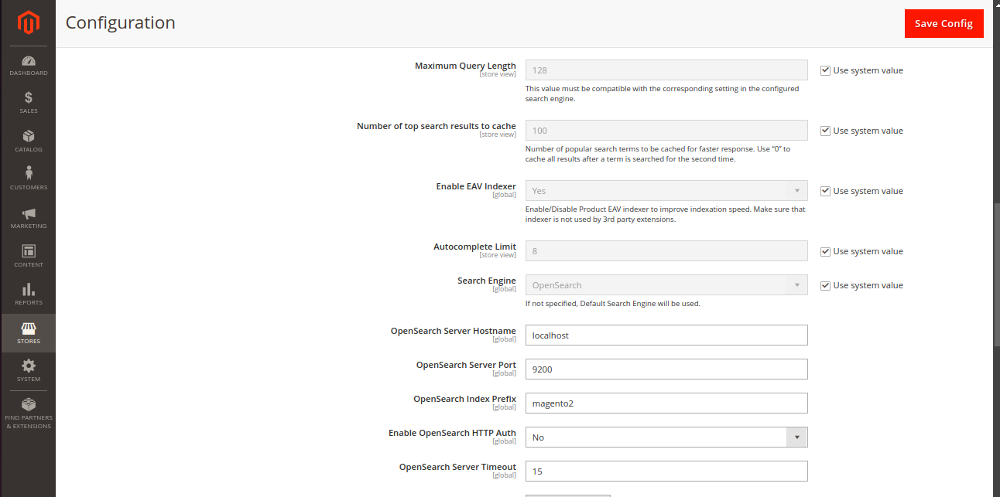 Configuration
Save Config
DASHBOARD
SALES
CATALOG
CUSTOMERS
MARKETING
CONTENT
REPORTS
STORES
SYSTEM
FIND PARTNERS
& EXTENSIONS
Maximum Query Length
[store view]
128
Use system value
This value must be compatible with the corresponding setting in the configured
search engine.
Number of top search results to cache
[store view]
100
Use system value
Number of popular search terms to be cached for faster response. Use “0” to
cache all results after a term is searched for the second time.
Enable EAV Indexer
[global]
Yes
Use system value
Enable/Disable Product EAV indexer to improve indexation speed. Make sure that
indexer is not used by 3rd party extensions.
Autocomplete Limit
[store view]
8
Use system value
Search Engine
[global]
OpenSearch
Use system value
If not specified, Default Search Engine will be used.
OpenSearch Server Hostname
[global]
localhost
OpenSearch Server Port
[global]
9200
OpenSearch Index Prefix
[global]
magento2
Enable OpenSearch HTTP Auth
[global]
No
OpenSearch Server Timeout
[global]
15